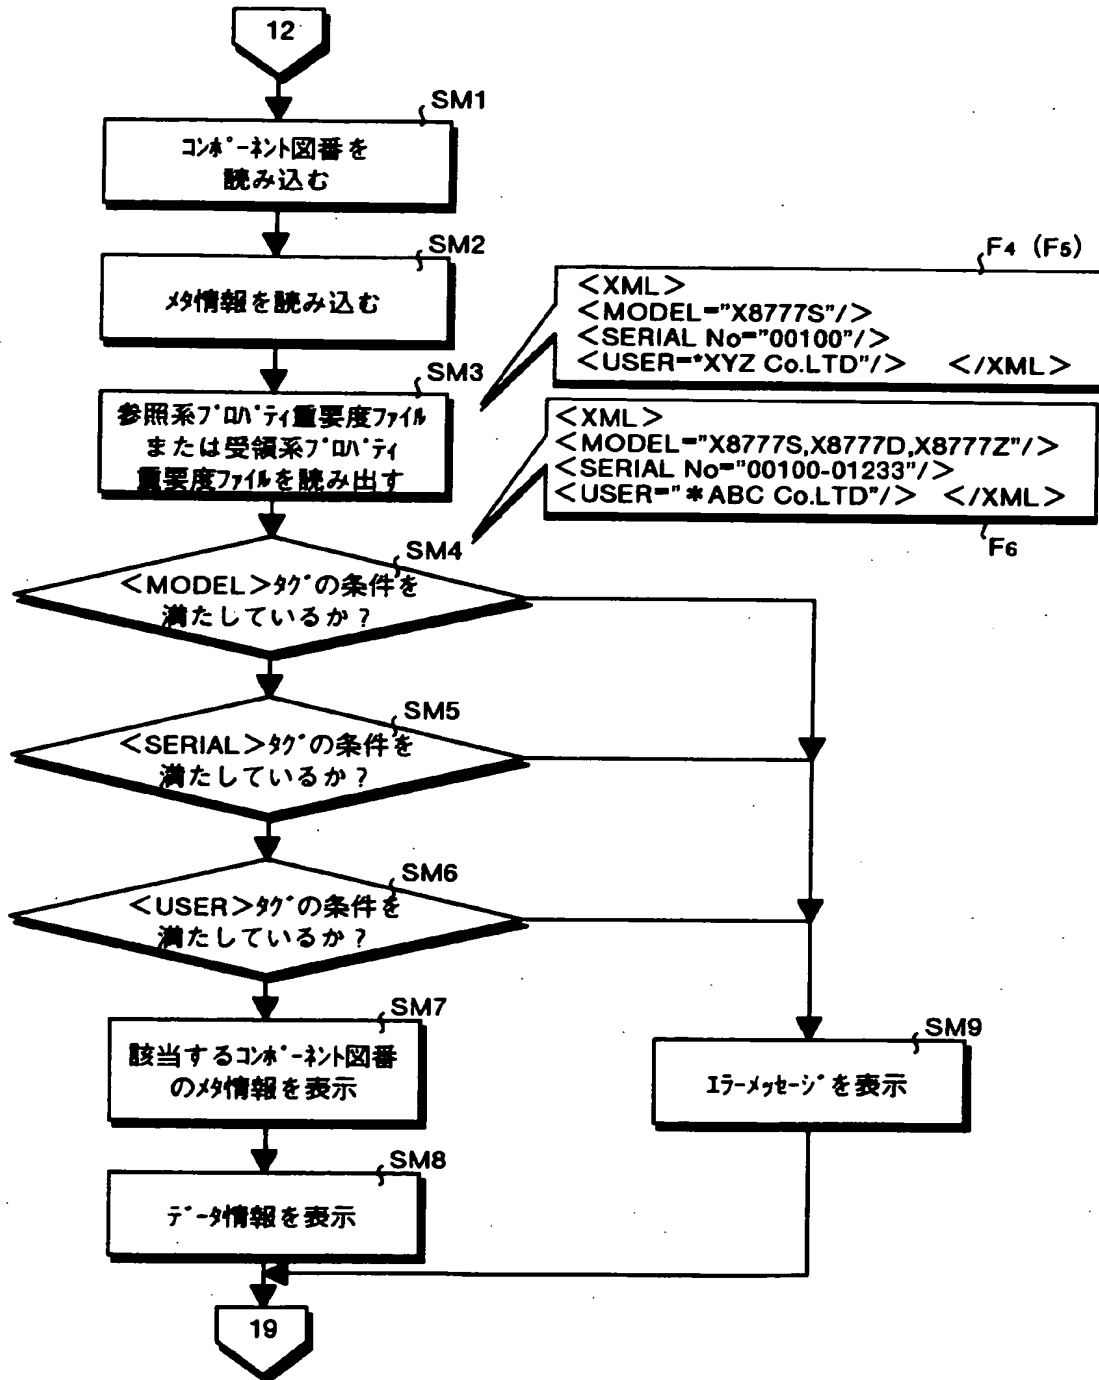 12
SM1
コンポーネント図番を
読み込む
SM2
メタ情報を読み込む
F4 (F5)
<XML>
<MODEL="X8777S"/>
<SERIAL No="00100"/>
<USER="*XYZ Co.LTD"/> </XML>
SM3
参照系プロパティ重要度ファイル
または受領系プロパティ
重要度ファイルを読み出す
<XML>
<MODEL="X8777S,X8777D,X8777Z"/>
<SERIAL No="00100-01233"/>
<USER="*ABC Co.LTD"/> </XML>
F6
SM4
<MODEL>タグの条件を
満たしているか?
SM5
<SERIAL>タグの条件を
満たしているか?
SM6
<USER>タグの条件を
満たしているか?
SM7
該当するコンポーネント図番
のメタ情報を表示
SM9
エラーメッセージを表示
SM8
データ情報を表示
19